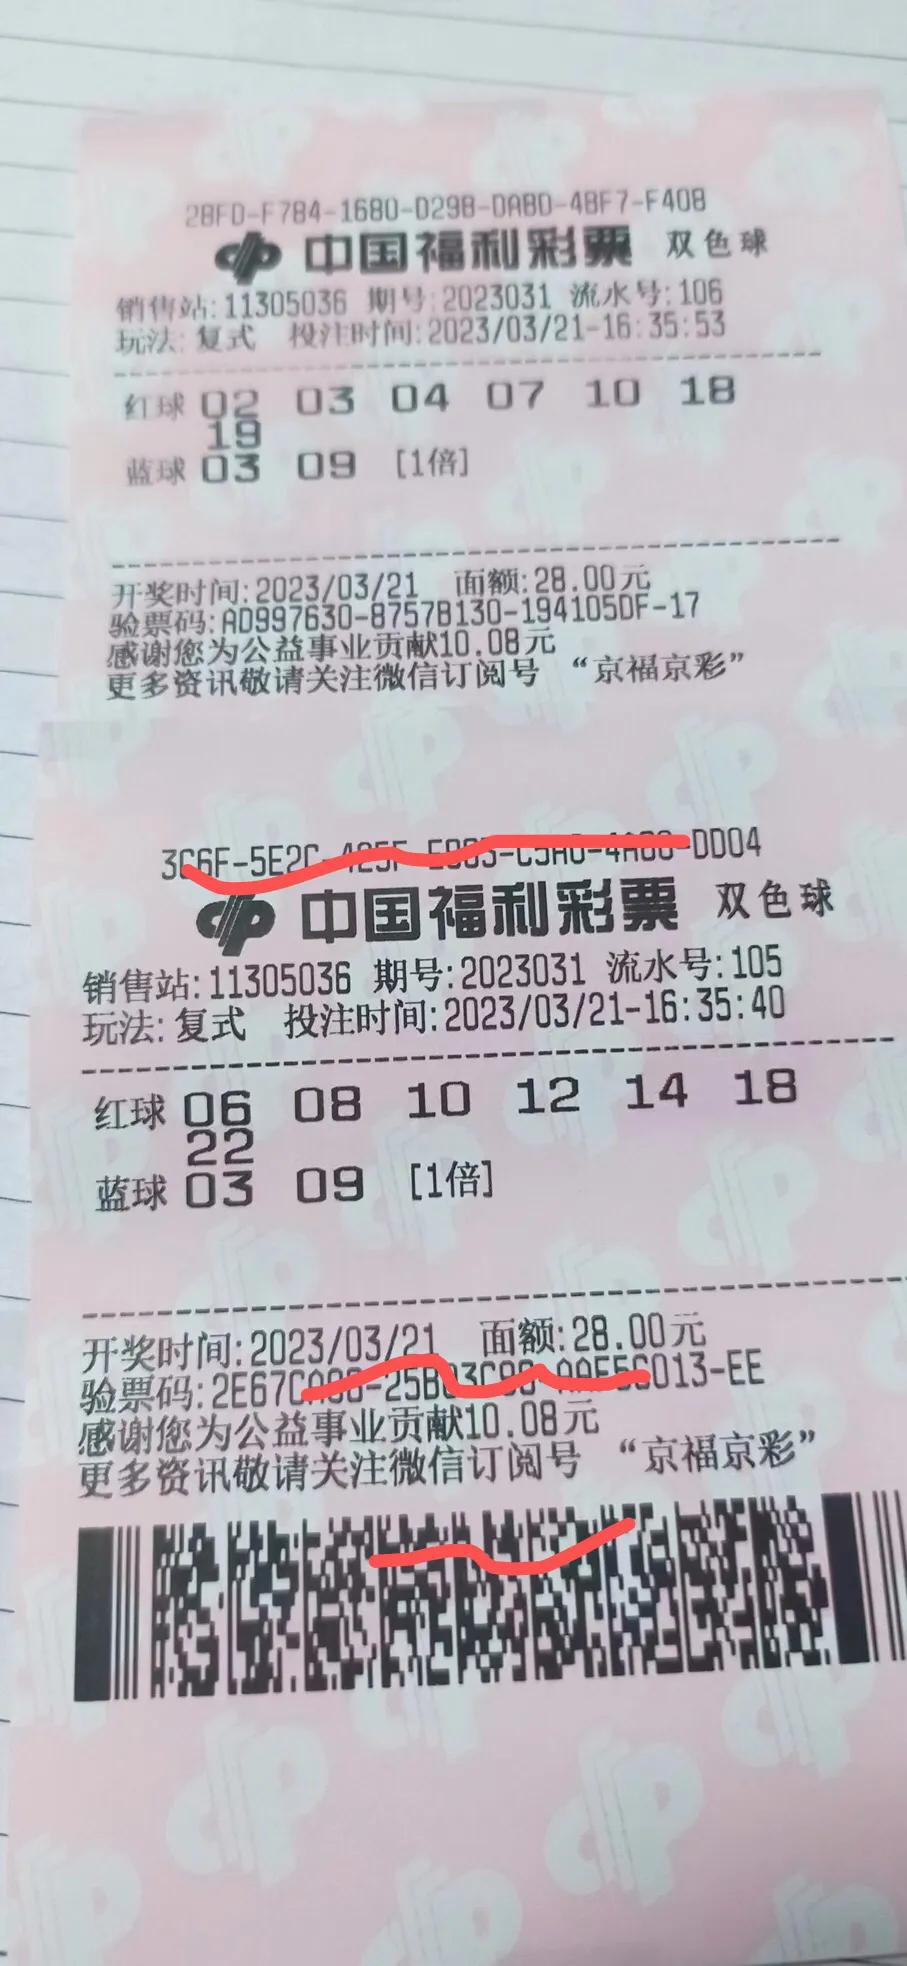 2BFD-F784-1680-D29B-DABD-4BF7-F40B
中国福利彩票 双色球
销售站:11305036 期号:2023031 流水号:106
玩法:复式 投注时间:2023/03/21-16:35:53
红球 02 03 04 07 10 18
19
蓝球 03 09 [1倍]
开奖时间:2023/03/21 面额:28.00元
验票码:AD997630-8757B130-194105DF-17
感谢您为公益事业贡献10.08元
更多资讯敬请关注微信订阅号 “京福京彩”
3C6F-5E2C- -DD04
中国福利彩票 双色球
销售站:11305036 期号:2023031 流水号:105
玩法:复式 投注时间:2023/03/21-16:35:40
红球 06 08 10 12 14 18
22
蓝球 03 09 [1倍]
开奖时间:2023/03/21 面额:28.00元
验票码:2E67 013-EE
感谢您为公益事业贡献10.08元
更多资讯敬请关注微信订阅号 “京福京彩”